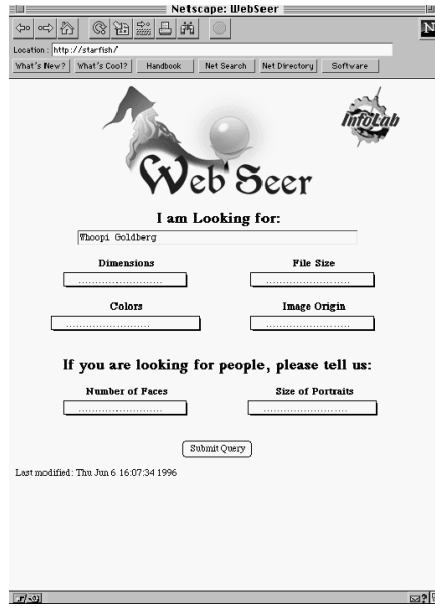 Netscape: WebSeer
N
Location: http://starfish/
What's New? What's Cool? Handbook Net Search Net Directory Software
InfoLab
Web Seer
I am Looking for:
Whoopi Goldberg
Dimensions File Size
Colors Image Origin
If you are looking for people, please tell us:
Number of Faces Size of Portraits
Submit Query
Last modified: Thu Jun 6 16:07:34 1996
?